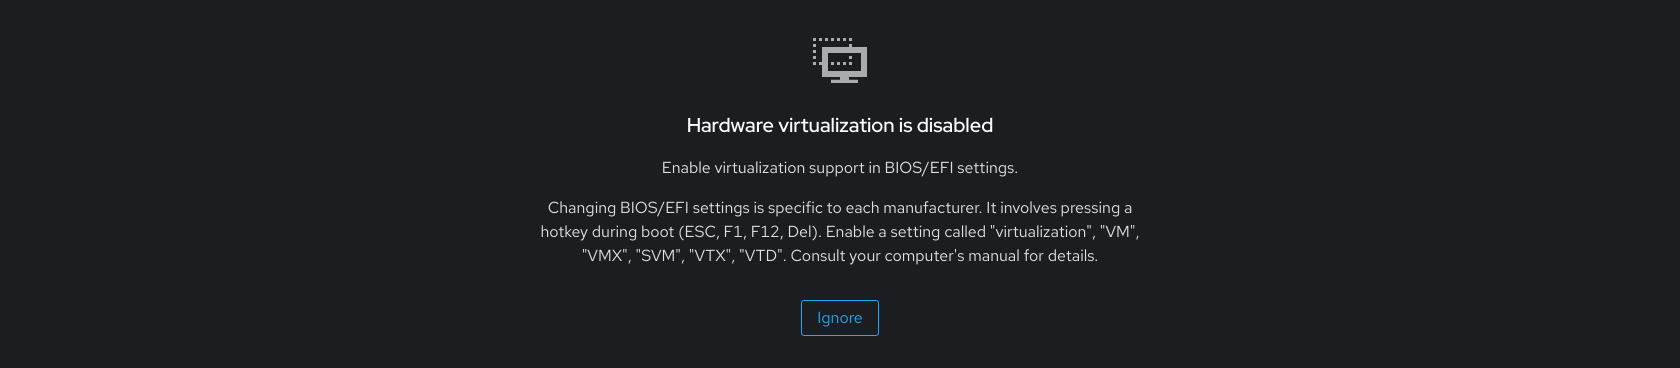 Hardware virtualization is disabled
Enable virtualization support in BIOS/EFI settings.
Changing BIOS/EFI settings is specific to each manufacturer. It involves pressing a
hotkey during boot (ESC, F1, F12, Del). Enable a setting called "virtualization", "VM",
"VMX", "SVM", "VTX", "VTD". Consult your computer's manual for details.
Ignore